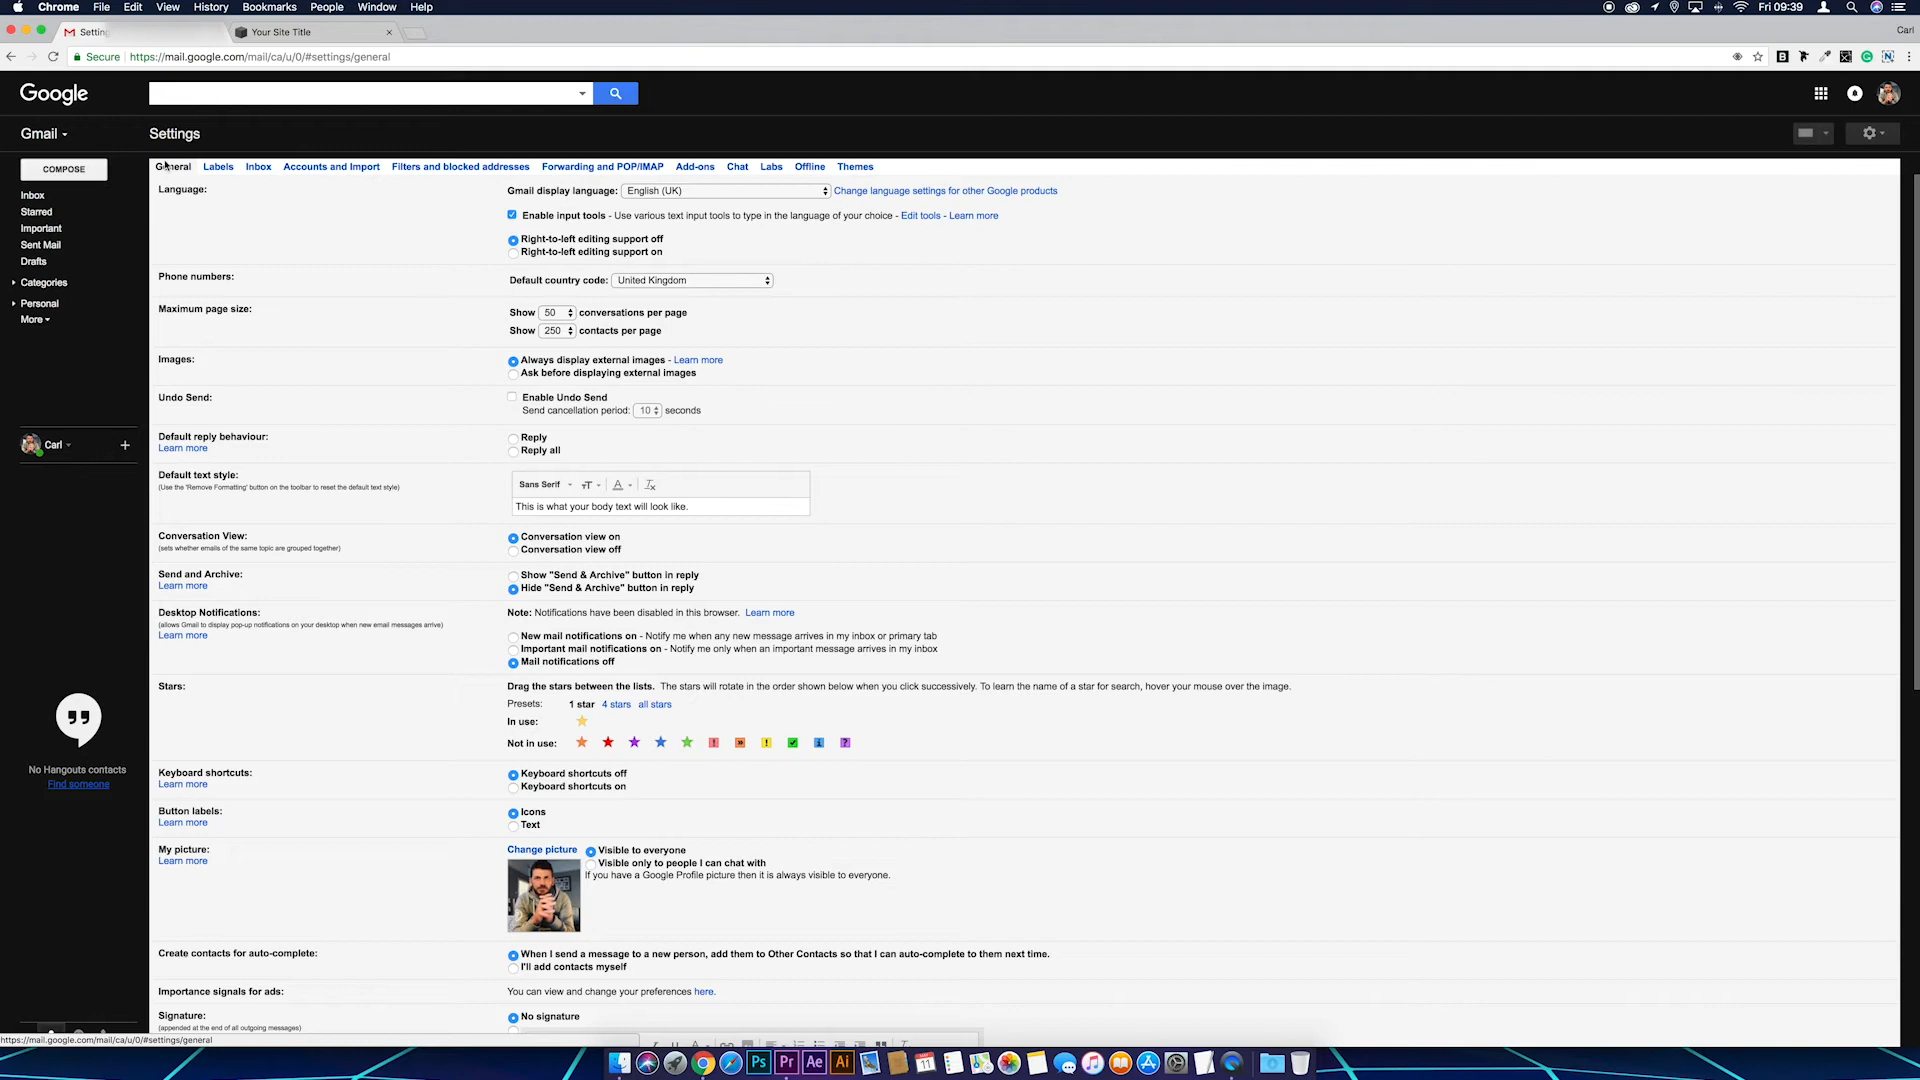 Chrome File Edit View History Bookmarks People Window Help Fri 09:39
Setting Your Site Title Carl
Secure https://mail.google.com/mail/ca/u/0/#settings/general
Google
Gmail Settings
COMPOSE
General Labels Inbox Accounts and Import Filters and blocked addresses Forwarding and POP/IMAP Add-ons Chat Labs Offline Themes
Inbox
Starred
Important
Sent Mail
Drafts
Categories
Personal
More
Carl
No Hangouts contacts
Find someone
Language:
Gmail display language: English (UK) Change language settings for other Google products
Enable input tools - Use various text input tools to type in the language of your choice - Edit tools - Learn more
Right-to-left editing support off
Right-to-left editing support on
Phone numbers:
Default country code: United Kingdom
Maximum page size:
Show 50 conversations per page
Show 250 contacts per page
Images:
Always display external images - Learn more
Ask before displaying external images
Undo Send:
Enable Undo Send
Send cancellation period: 10 seconds
Default reply behaviour:
Learn more
Reply
Reply all
Default text style:
(Use the 'Remove Formatting' button on the toolbar to reset the default text style)
Sans Serif
This is what your body text will look like.
Conversation View:
(sets whether emails of the same topic are grouped together)
Conversation view on
Conversation view off
Send and Archive:
Learn more
Show "Send & Archive" button in reply
Hide "Send & Archive" button in reply
Desktop Notifications:
(allows Gmail to display pop-up notifications on your desktop when new email messages arrive)
Learn more
Note: Notifications have been disabled in this browser. Learn more
New mail notifications on - Notify me when any new message arrives in my inbox or primary tab
Important mail notifications on - Notify me only when an important message arrives in my inbox
Mail notifications off
Stars:
Drag the stars between the lists. The stars will rotate in the order shown below when you click successively. To learn the name of a star for search, hover your mouse over the image.
Presets: 1 star 4 stars all stars
In use:
Not in use:
Keyboard shortcuts:
Learn more
Keyboard shortcuts off
Keyboard shortcuts on
Button labels:
Learn more
Icons
Text
My picture:
Learn more
Change picture
Visible to everyone
Visible only to people I can chat with
If you have a Google Profile picture then it is always visible to everyone.
Create contacts for auto-complete:
When I send a message to a new person, add them to Other Contacts so that I can auto-complete to them next time.
I'll add contacts myself
Importance signals for ads:
You can view and change your preferences here.
Signature:
(appended at the end of all outgoing messages)
No signature
https://mail.google.com/mail/ca/u/0/#settings/general
Ps Pr Ae Ai